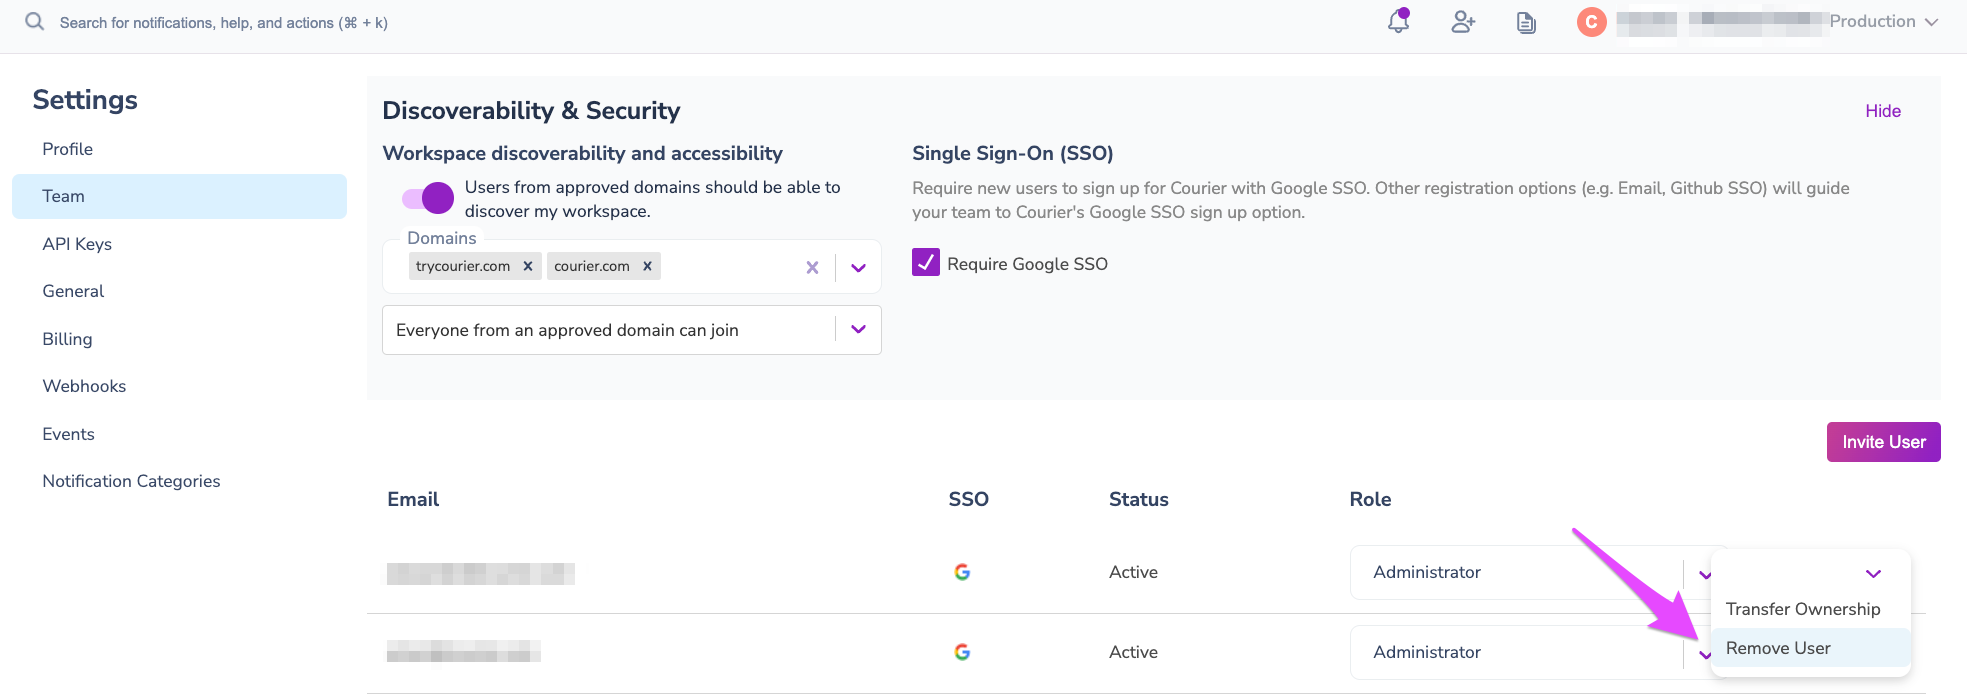 Search for notifications, help, and actions (⌘ + k)
C
Production
Settings
Profile
Team
API Keys
General
Billing
Webhooks
Events
Notification Categories
Discoverability & Security
Hide
Workspace discoverability and accessibility
Users from approved domains should be able to
discover my workspace.
Domains
trycourier.com
courier.com
Everyone from an approved domain can join
Single Sign-On (SSO)
Require new users to sign up for Courier with Google SSO. Other registration options (e.g. Email, Github SSO) will guide
your team to Courier's Google SSO sign up option.
Require Google SSO
Invite User
Email SSO Status Role
Active Administrator
Transfer Ownership
Active Administrator
Remove User